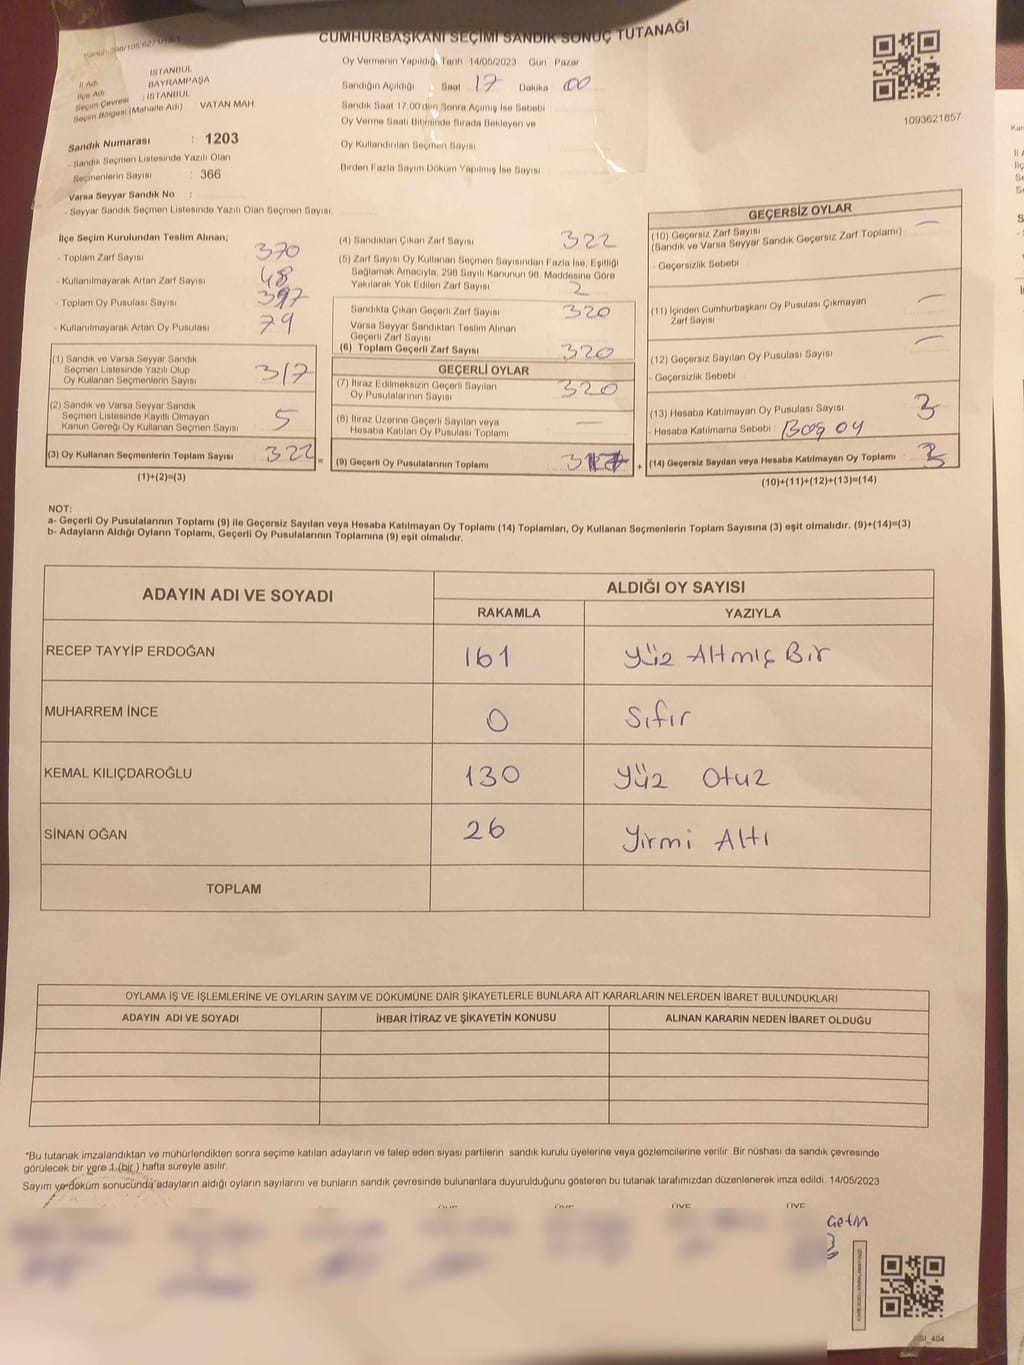 CUMHURBAŞKANI SEÇİMİ SANDIK SONUÇ TUTANAĞI
Oy Vermenin Yapıldığı Tarih :14/05/2023 Gün Pazar
İl Adı : İSTANBUL
İlçe Adı BAYRAMPAŞA
Seçim Çevresi : İSTANBUL
Seçim Bölgesi (Mahalle Adı) VATAN MAH
Sandığın Açıldığı Saat 17 Dakika 00
Sandık Saat 17.00'den Sonra Açımış İse Sebebi
Oy Verme Saati Bitiminde Sırada Bekleyen ve
Oy Kullandırılan Seçmen Sayısı
Birden Fazla Sayım Döküm Yapılmış İse Sayısı
1093621857
Sandık Numarası : 1203
- Sandık Seçmen Listesinde Yazılı Olan
Seçmenlerin Sayısı : 366
Varsa Seyyar Sandık No :
- Seyyar Sandık Seçmen Listesinde Yazılı Olan Seçmen Sayısı:
İlçe Seçim Kurulundan Teslim Alınan;
- Toplam Zarf Sayısı 370
- Kullanılmayarak Artan Zarf Sayısı 48
- Toplam Oy Pusulası Sayısı 397
- Kullanılmayarak Artan Oy Pusulası 79
(1) Sandık ve Varsa Seyyar Sandık
Seçmen Listesinde Yazılı Olup
Oy Kullanan Seçmenlerin Sayısı 317
(2) Sandık ve Varsa Seyyar Sandık
Seçmen Listesinde Kayıtlı Olmayan
Kanun Gereği Oy Kullanan Seçmen Sayısı 5
(3) Oy Kullanan Seçmenlerin Toplam Sayısı 322 =
(1)+(2)=(3)
(4) Sandıktan Çıkan Zarf Sayısı 322
(5) Zarf Sayısı Oy Kullanan Seçmen Sayısından Fazla İse, Eşitliği
Sağlamak Amacıyla, 298 Sayılı Kanunun 98. Maddesine Göre
Yakılarak Yok Edilen Zarf Sayısı 2
Sandıkta Çıkan Geçerli Zarf Sayısı 320
Varsa Seyyar Sandıktan Teslim Alınan
Geçerli Zarf Sayısı
(6) Toplam Geçerli Zarf Sayısı 320
GEÇERLİ OYLAR
(7) İtiraz Edilmeksizin Geçerli Sayılan
Oy Pusulalarının Sayısı 320
(8) İtiraz Üzerine Geçerli Sayılan veya
Hesaba Katılan Oy Pusulası Toplamı —
(9) Geçerli Oy Pusulalarının Toplamı 317 +
GEÇERSİZ OYLAR
(10) Geçersiz Zarf Sayısı —
(Sandık ve Varsa Seyyar Sandık Geçersiz Zarf Toplamı)
- Geçersizlik Sebebi
(11) İçinden Cumhurbaşkanı Oy Pusulası Çıkmayan —
Zarf Sayısı
(12) Geçersiz Sayılan Oy Pusulası Sayısı —
- Geçersizlik Sebebi
(13) Hesaba Katılmayan Oy Pusulası Sayısı 3
- Hesaba Katılmama Sebebi Boş oy
(14) Geçersiz Sayılan veya Hesaba Katılmayan Oy Toplamı 3
(10)+(11)+(12)+(13)=(14)
NOT:
a- Geçerli Oy Pusulalarının Toplamı (9) ile Geçersiz Sayılan veya Hesaba Katılmayan Oy Toplamı (14) Toplamları, Oy Kullanan Seçmenlerin Toplam Sayısına (3) eşit olmalıdır. (9)+(14)=(3)
b- Adayların Aldığı Oyların Toplamı, Geçerli Oy Pusulalarının Toplamına (9) eşit olmalıdır.
ADAYIN ADI VE SOYADI ALDIĞI OY SAYISI
RAKAMLA YAZIYLA
RECEP TAYYİP ERDOĞAN 161 Yüz Altmış Bir
MUHARREM İNCE 0 Sıfır
KEMAL KILIÇDAROĞLU 130 Yüz Otuz
SİNAN OĞAN 26 Yirmi Altı
TOPLAM
OYLAMA İŞ VE İŞLEMLERİNE VE OYLARIN SAYIM VE DÖKÜMÜNE DAİR ŞİKAYETLERLE BUNLARA AİT KARARLARIN NELERDEN İBARET BULUNDUKLARI
ADAYIN ADI VE SOYADI İHBAR İTİRAZ VE ŞİKAYETİN KONUSU ALINAN KARARIN NEDEN İBARET OLDUĞU
*Bu tutanak imzalandıktan ve mühürlendikten sonra seçime katılan adayların ve talep eden siyasi partilerin sandık kurulu üyelerine veya gözlemcilerine verilir .Bir nüshası da sandık çevresinde
görülecek bir yere 1 (bir ) hafta süreyle asılır.
Sayım ve döküm sonucunda adayların aldığı oyların sayılarını ve bunların sandık çevresinde bulunanlara duyurulduğunu gösteren bu tutanak tarafımızdan düzenlenerek imza edildi. 14/05/2023
ÜYE ÜYE ÜYE ÜYE